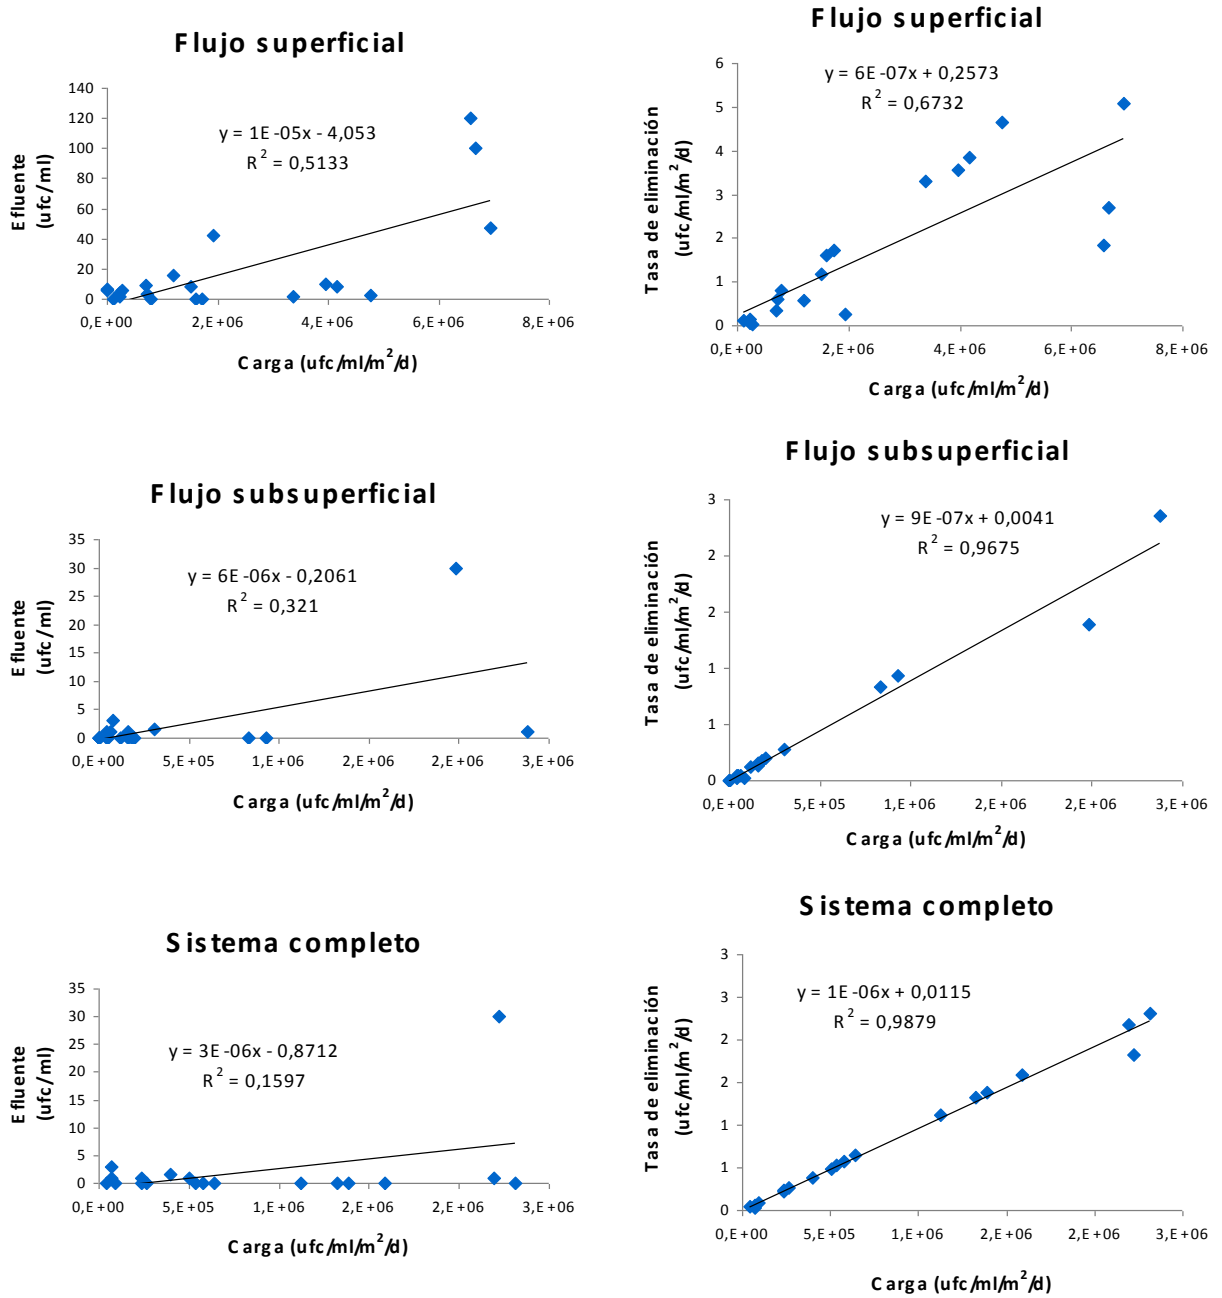 Flujo superficial
Efluente
(ufc/ml)
140
120
100
80
60
40
20
0
y = 1E-05x - 4,053
R² = 0,5133
0,E+00 2,E+06 4,E+06 6,E+06 8,E+06
Carga (ufc/ml/m²/d)
Flujo superficial
Tasa de eliminación
(ufc/ml/m²/d)
6
5
4
3
2
1
0
y = 6E-07x + 0,2573
R² = 0,6732
0,E+00 2,E+06 4,E+06 6,E+06 8,E+06
Carga (ufc/ml/m²/d)
Flujo subsuperficial
Efluente
(ufc/ml)
35
30
25
20
15
10
5
0
y = 6E-06x - 0,2061
R² = 0,321
0,E+00 5,E+05 1,E+06 2,E+06 2,E+06 3,E+06
Carga (ufc/ml/m²/d)
Flujo subsuperficial
Tasa de eliminación
(ufc/ml/m²/d)
3
2
2
1
1
0
y = 9E-07x + 0,0041
R² = 0,9675
0,E+00 5,E+05 1,E+06 2,E+06 2,E+06 3,E+06
Carga (ufc/ml/m²/d)
Sistema completo
Efluente
(ufc/ml)
35
30
25
20
15
10
5
0
y = 3E-06x - 0,8712
R² = 0,1597
0,E+00 5,E+05 1,E+06 2,E+06 2,E+06 3,E+06
Carga (ufc/ml/m²/d)
Sistema completo
Tasa de eliminación
(ufc/ml/m²/d)
3
3
2
2
1
1
0
y = 1E-06x + 0,0115
R² = 0,9879
0,E+00 5,E+05 1,E+06 2,E+06 2,E+06 3,E+06
Carga (ufc/ml/m²/d)